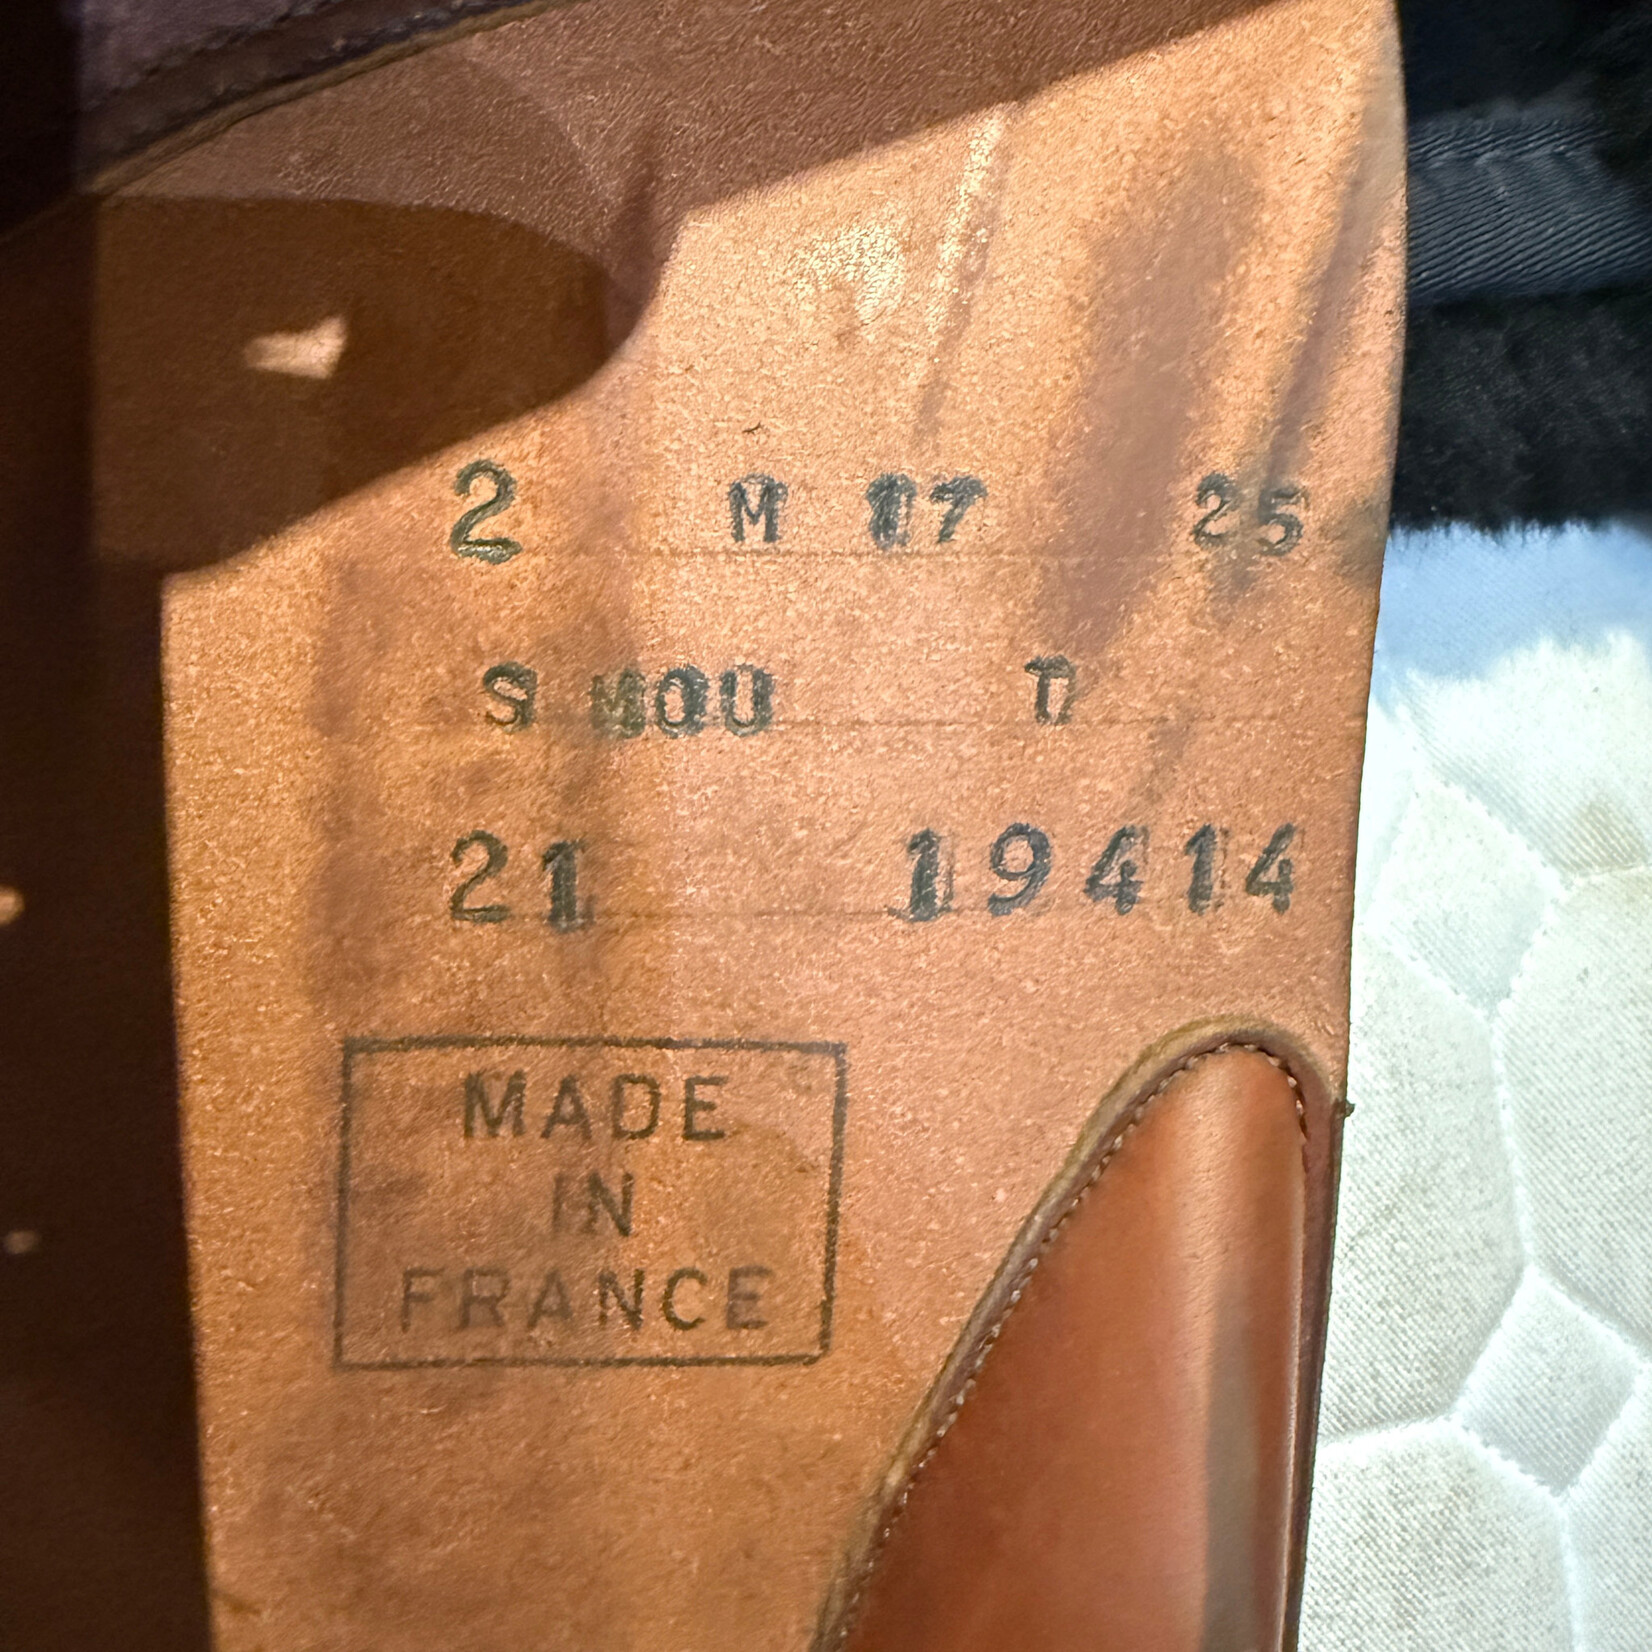 2 M 17 25
S MOU T
21 19414
MADE
IN
FRANCE